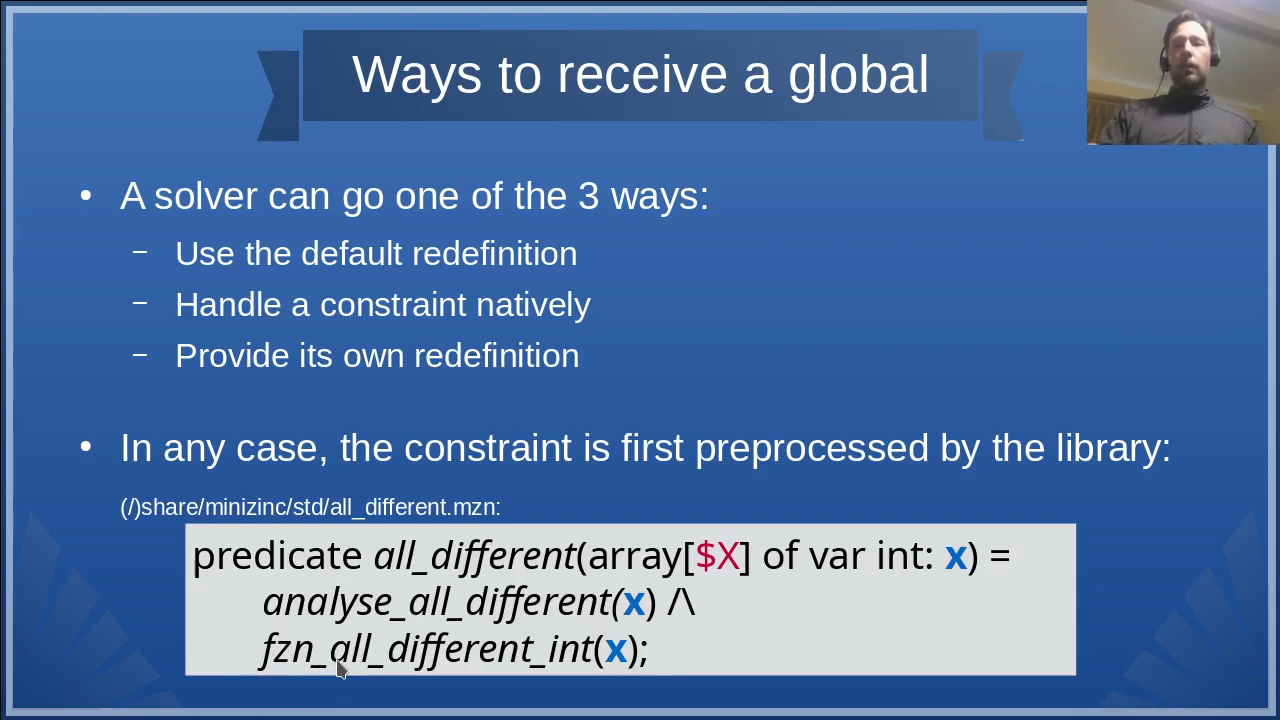 Ways to receive a global
• A solver can go one of the 3 ways:
– Use the default redefinition
– Handle a constraint natively
– Provide its own redefinition
• In any case, the constraint is first preprocessed by the library:
(/)share/minizinc/std/all_different.mzn:
predicate all_different(array[$X] of var int: x) =
analyse_all_different(x) /\
fzn_all_different_int(x);